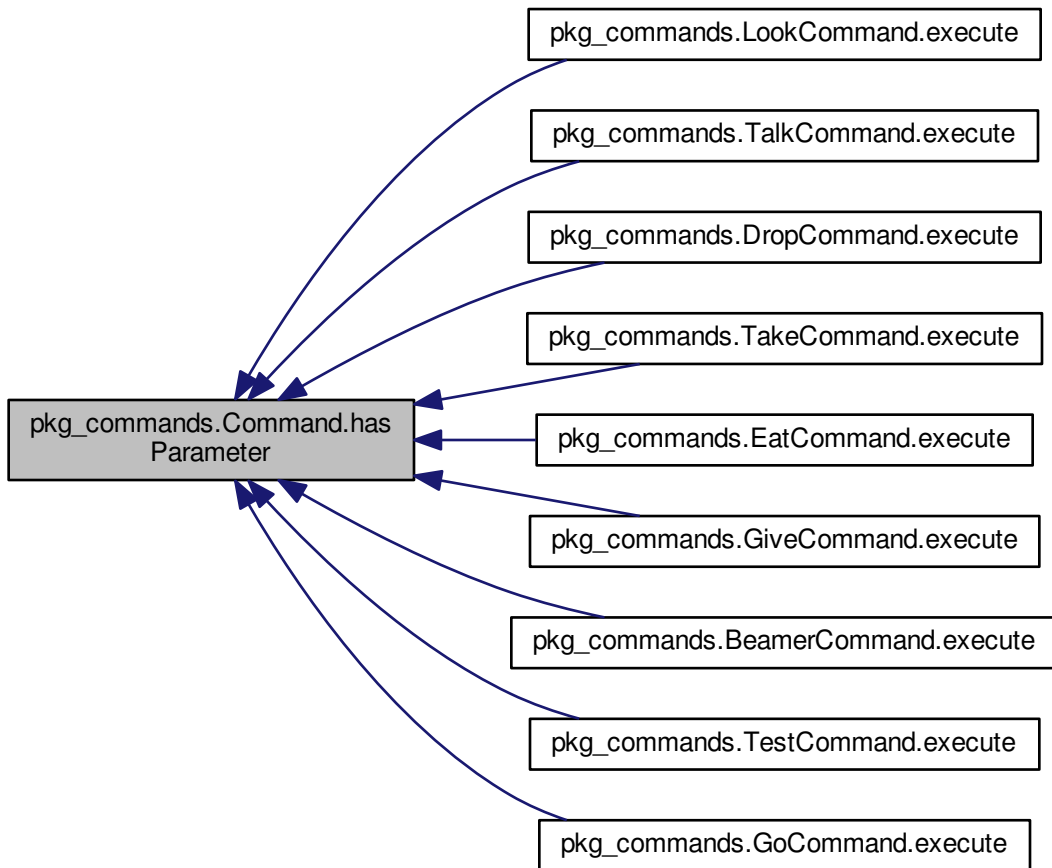 pkg_commands.LookCommand.execute
pkg_commands.TalkCommand.execute
pkg_commands.DropCommand.execute
pkg_commands.TakeCommand.execute
pkg_commands.Command.has
Parameter
pkg_commands.EatCommand.execute
pkg_commands.GiveCommand.execute
pkg_commands.BeamerCommand.execute
pkg_commands.TestCommand.execute
pkg_commands.GoCommand.execute